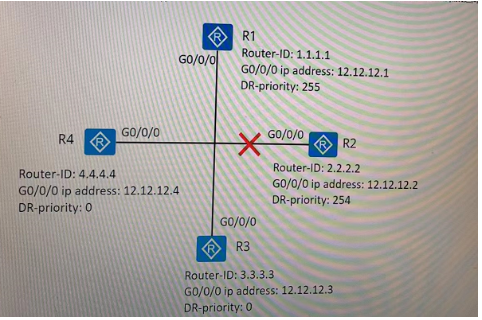 R1
G0/0/0
Router-ID: 1.1.1.1
G0/0/0 ip address: 12.12.12.1
DR-priority: 255
R4
G0/0/0
Router-ID: 4.4.4.4
G0/0/0 ip address: 12.12.12.4
DR-priority: 0
G0/0/0
R2
Router-ID: 2.2.2.2
G0/0/0 ip address: 12.12.12.2
DR-priority: 254
G0/0/0
R3
Router-ID: 3.3.3.3
G0/0/0 ip address: 12.12.12.3
DR-priority: 0
R
R
R
R